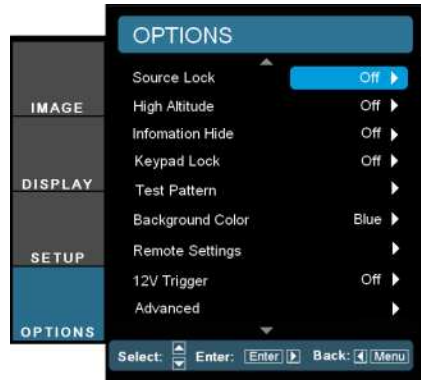 OPTIONS
Source Lock Off
IMAGE
High Altitude Off
Infomation Hide Off
Keypad Lock Off
DISPLAY
Test Pattern
Background Color Blue
SETUP
Remote Settings
12V Trigger Off
Advanced
OPTIONS
Select: Enter: Enter Back: Menu